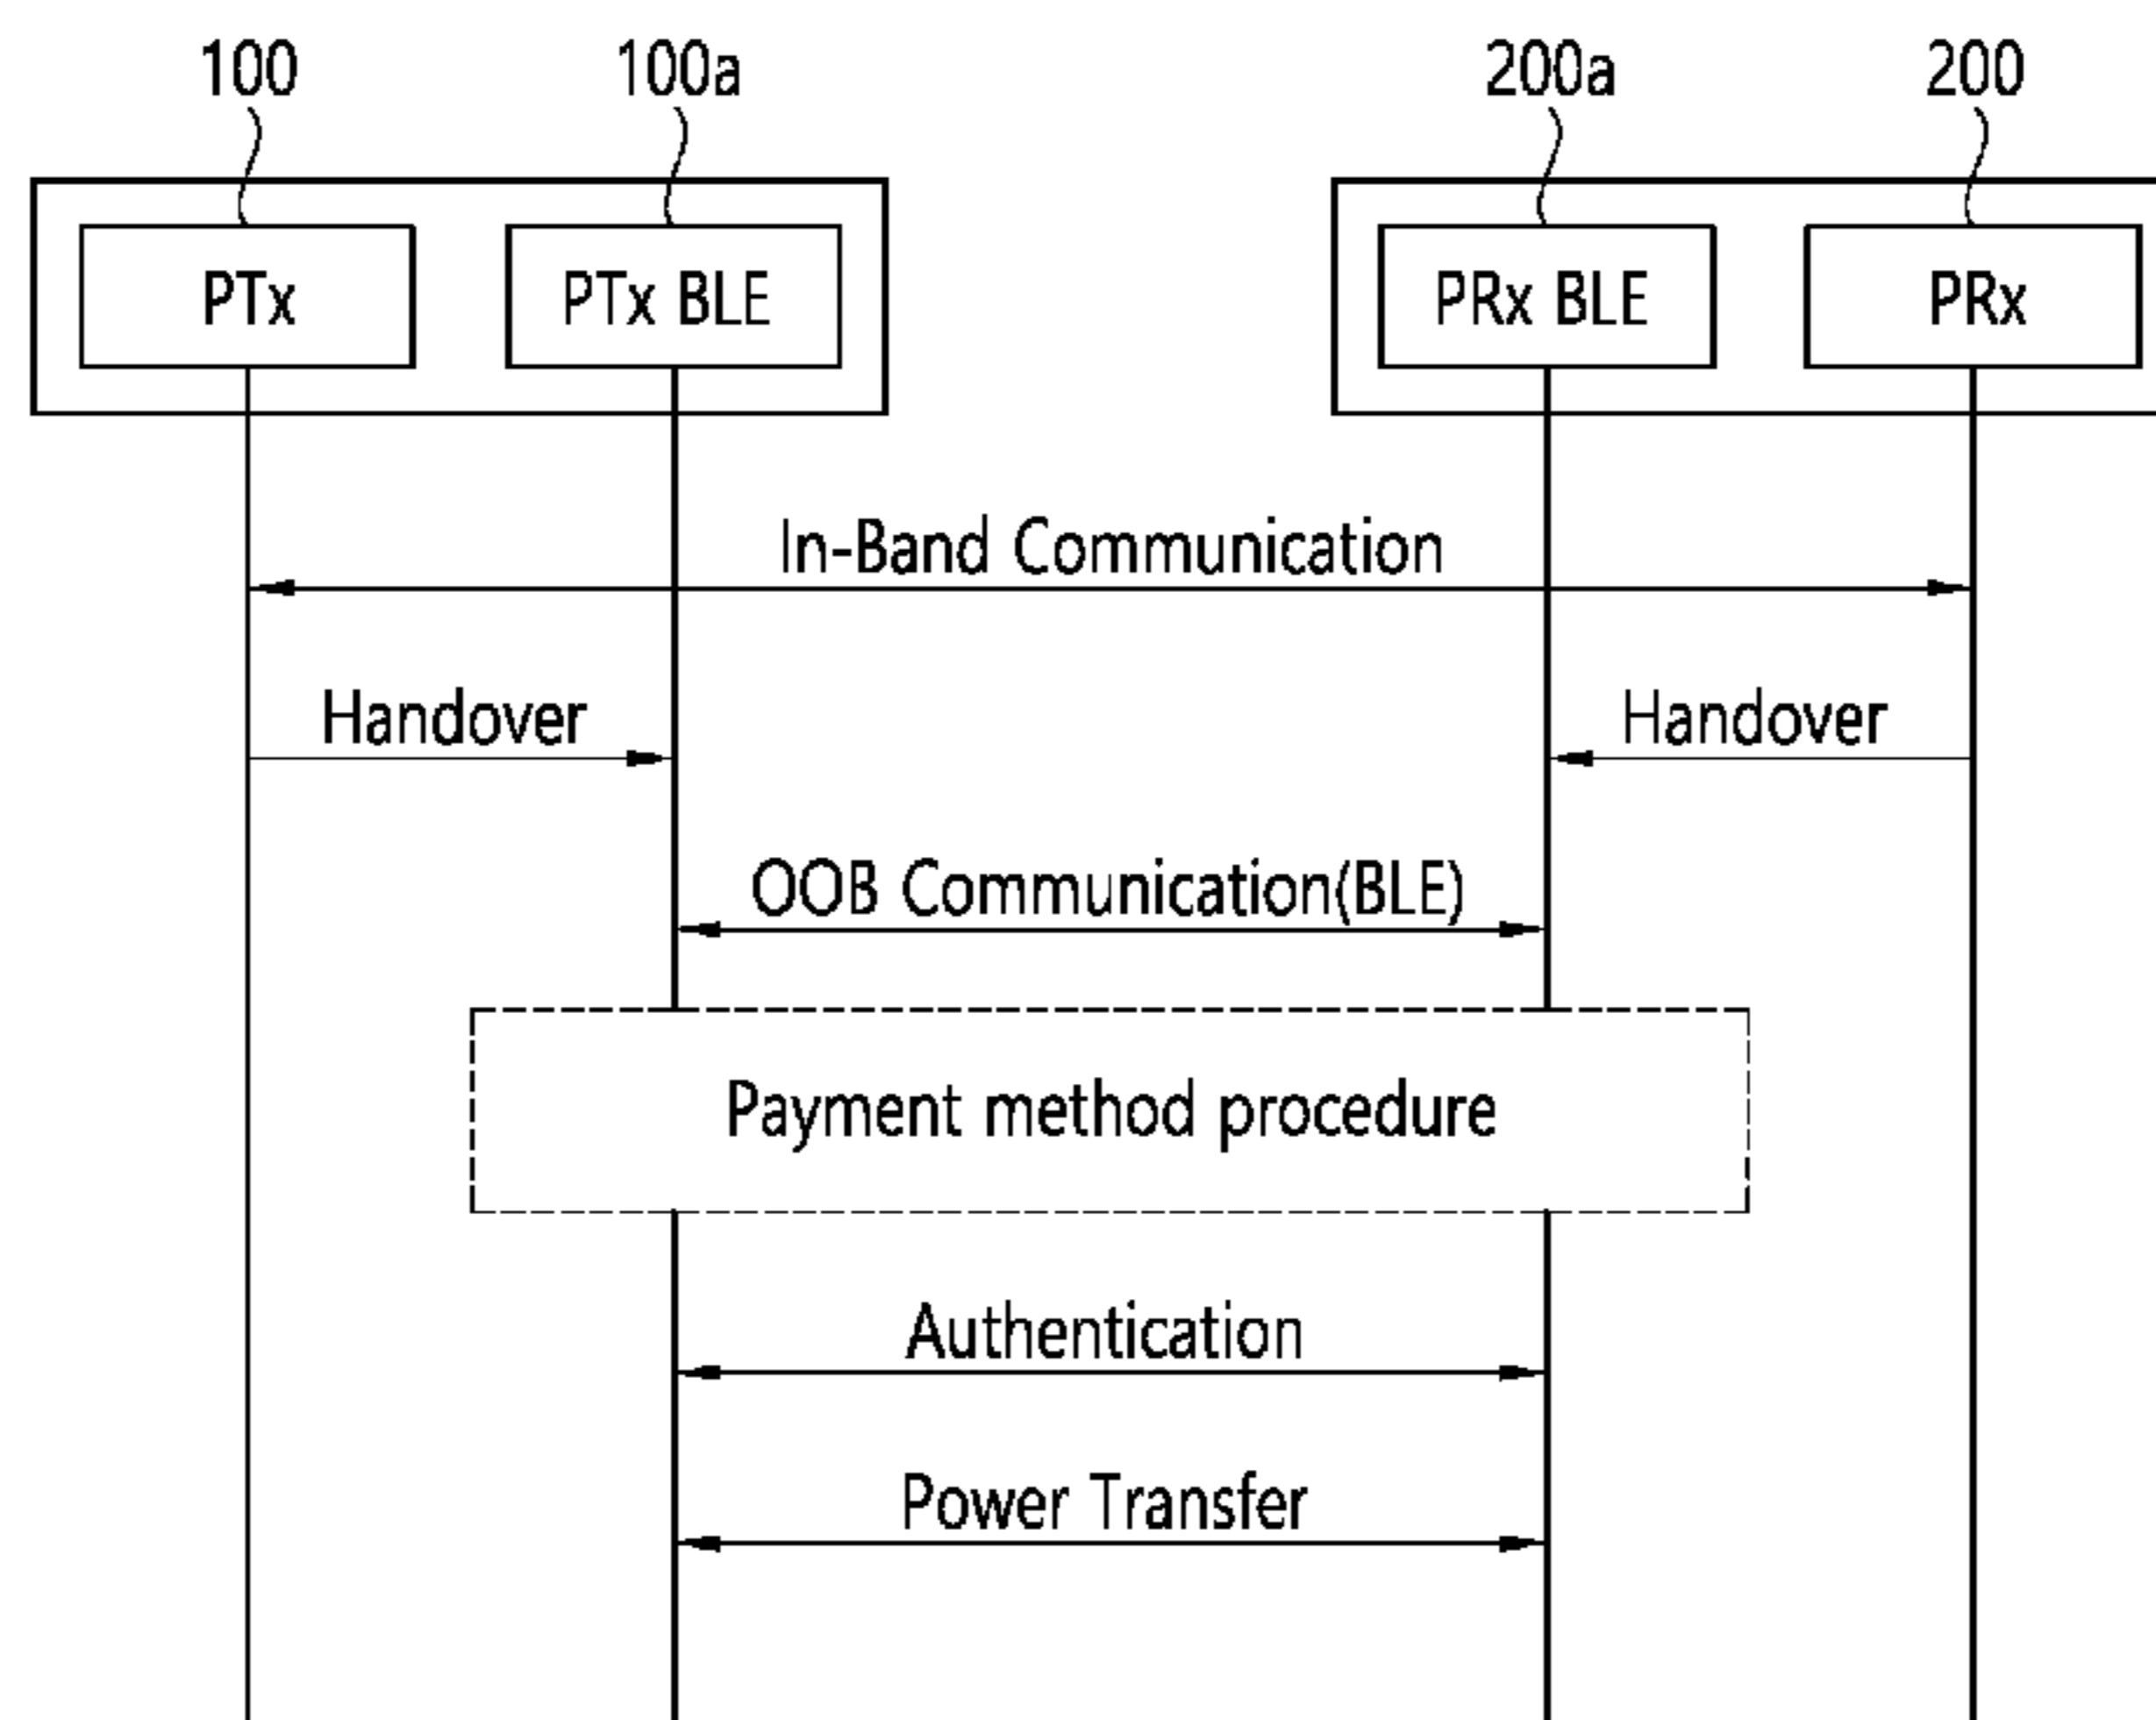 100
100a
200a
200
PTx
PTx BLE
PRx BLE
PRx
In-Band Communication
Handover
Handover
OOB Communication(BLE)
Payment method procedure
Authentication
Power Transfer